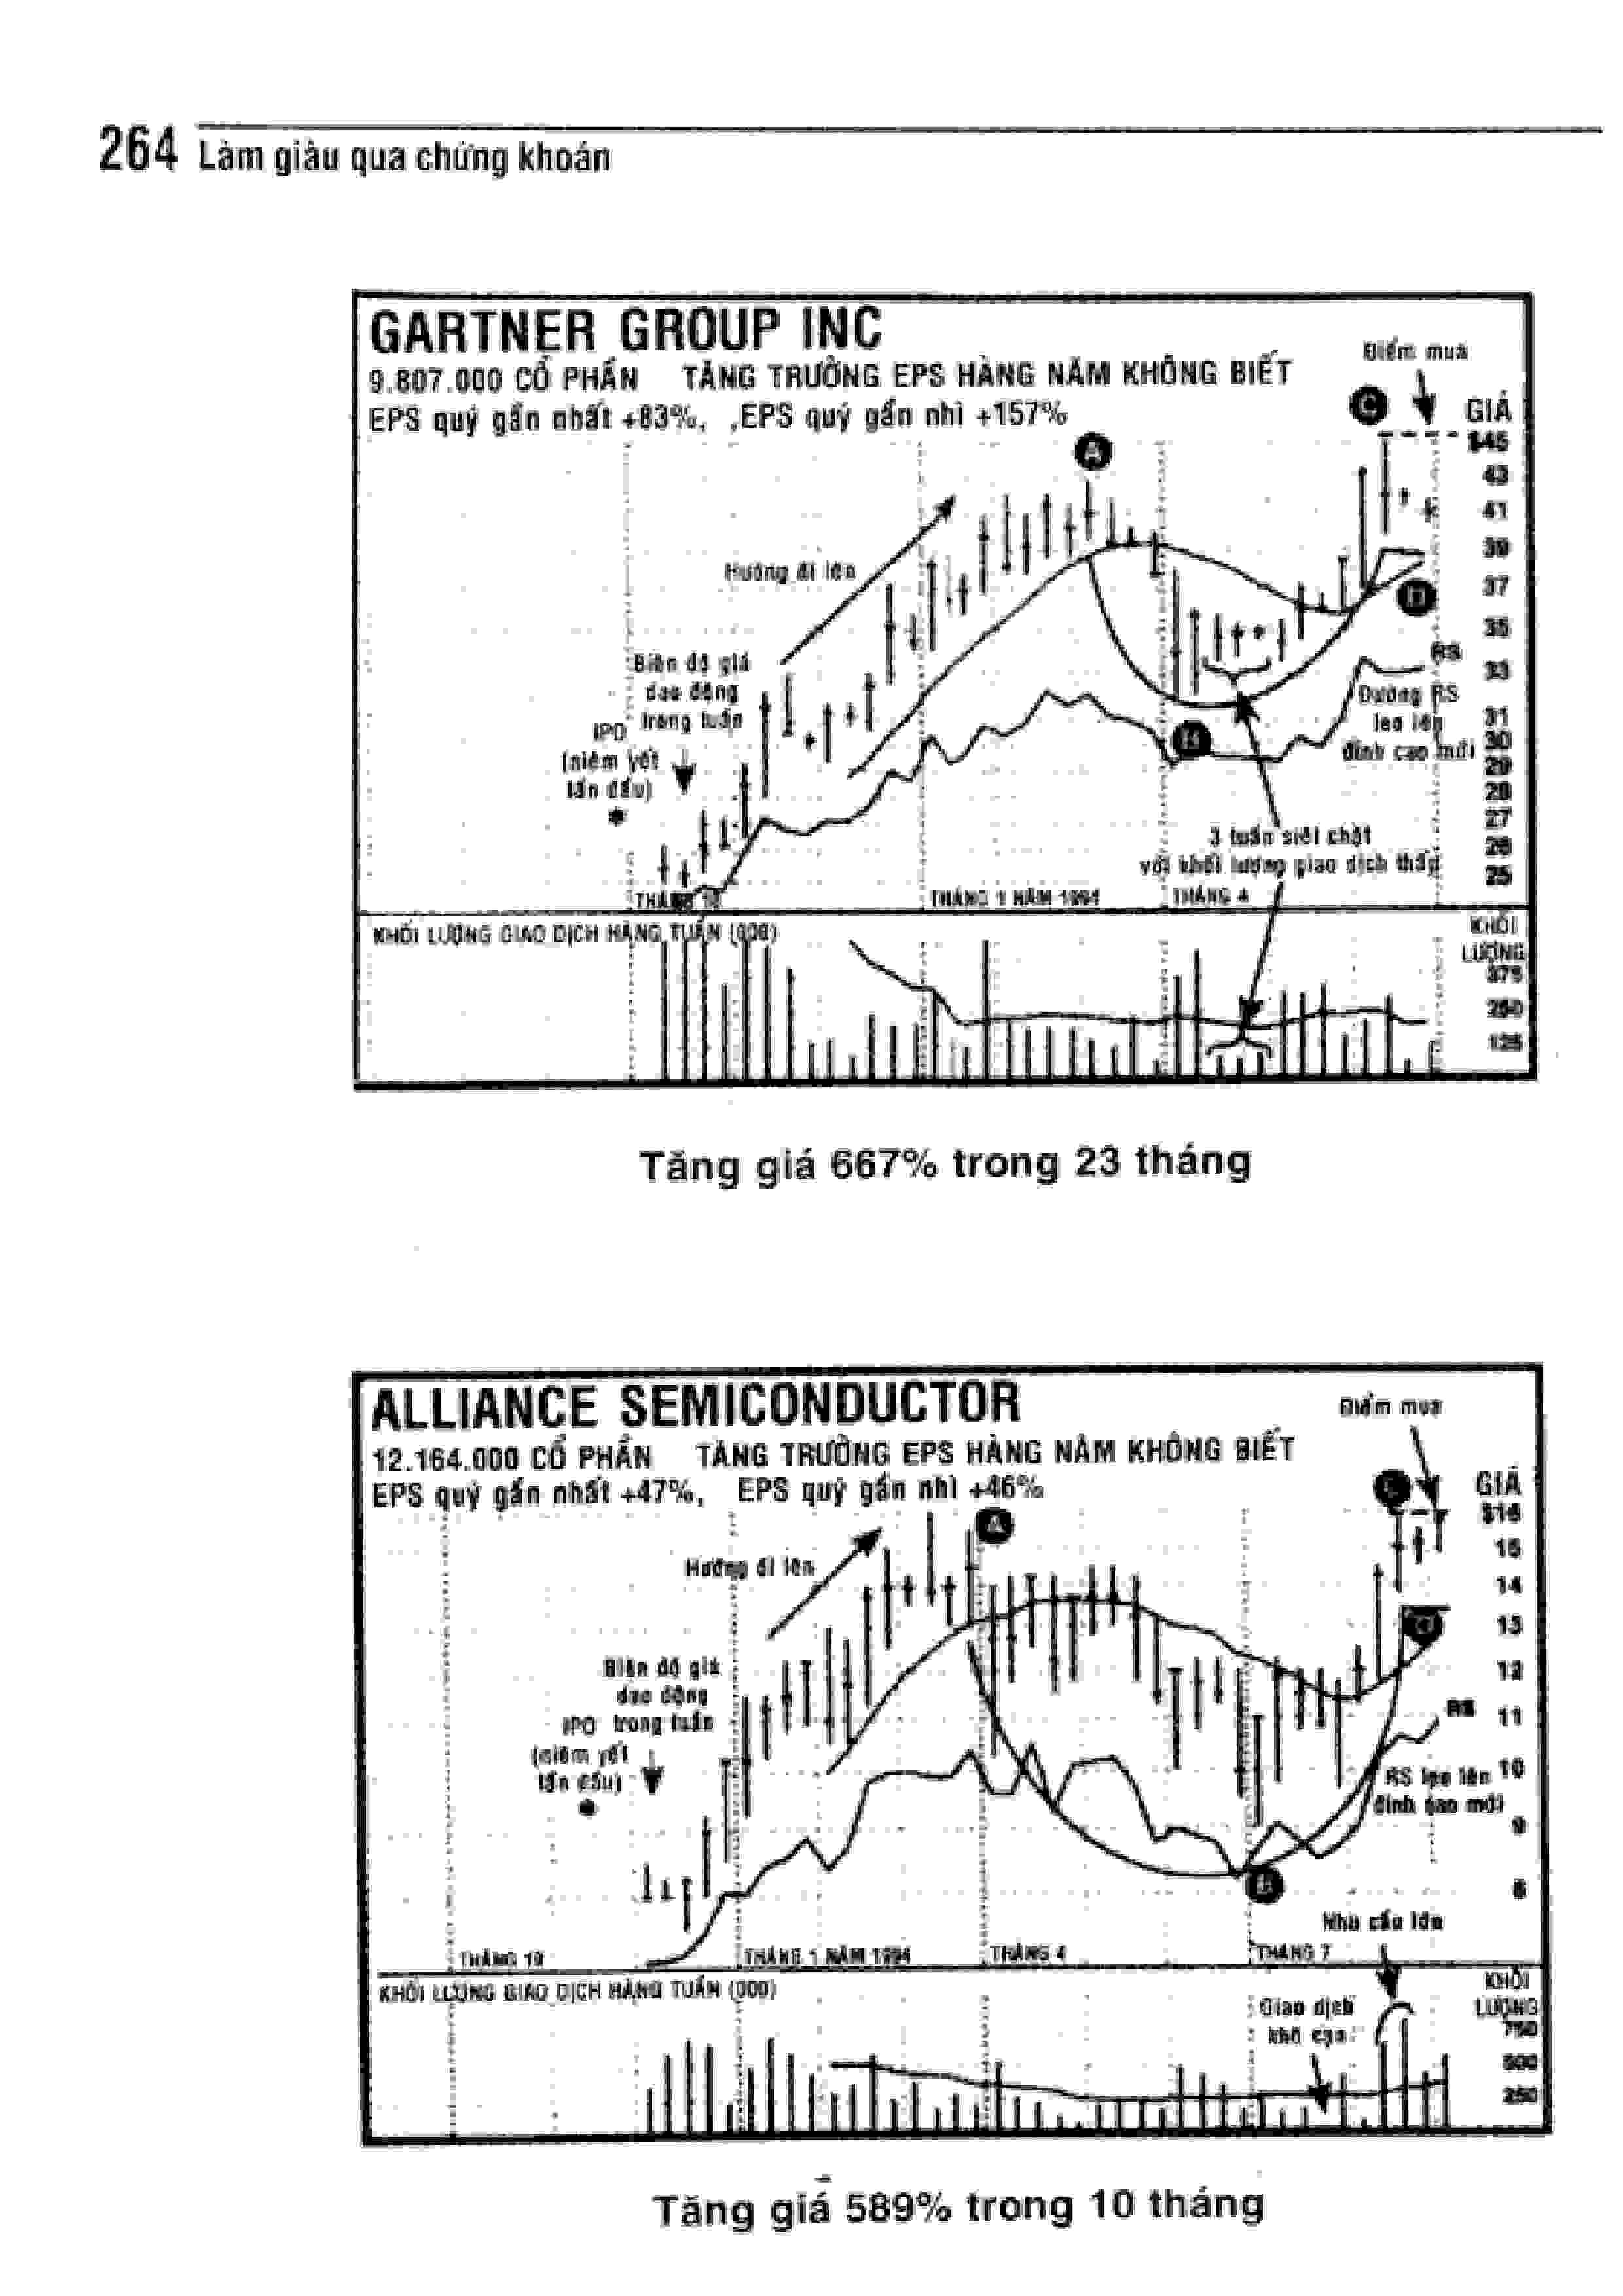 264 Làm giàu qua chứng khoán
GARTNER GROUP INC
9.807.000 CỔ PHẦN TĂNG TRƯỞNG EPS HÀNG NĂM KHÔNG BIẾT
EPS quý gần nhất +83%, ,EPS quý gần nhì +157%
Điểm mua
C
GIÁ
$45
A
43
41
39
Hướng đi lên
37
D
35
RS
Biên độ giá
dao động
trong tuần
33
Đường RS
leo lên
đỉnh cao mới
IPO
(niêm yết
lần đầu)
31
30
B
29
28
27
3 tuần siết chặt
với khối lượng giao dịch thấp
26
25
THÁNG 10
THÁNG 1 NĂM 1994
THÁNG 4
KHỐI LƯỢNG GIAO DỊCH HÀNG TUẦN (000)
KHỐI
LƯỢNG
375
250
125
Tăng giá 667% trong 23 tháng
ALLIANCE SEMICONDUCTOR
12.164.000 CỔ PHẦN TĂNG TRƯỞNG EPS HÀNG NĂM KHÔNG BIẾT
EPS quý gần nhất +47%, EPS quý gần nhì +46%
Điểm mua
GIÁ
$16
A
15
Hướng đi lên
14
13
Biên độ giá
dao động
trong tuần
12
RS
11
IPO
(niêm yết
lần đầu)
10
RS leo lên
đỉnh cao mới
9
B
8
Nhu cầu lớn
THÁNG 10
THÁNG 1 NĂM 1994
THÁNG 4
THÁNG 7
KHỐI LƯỢNG GIAO DỊCH HÀNG TUẦN (000)
Giao dịch
khô cạn
KHỐI
LƯỢNG
750
500
250
Tăng giá 589% trong 10 tháng